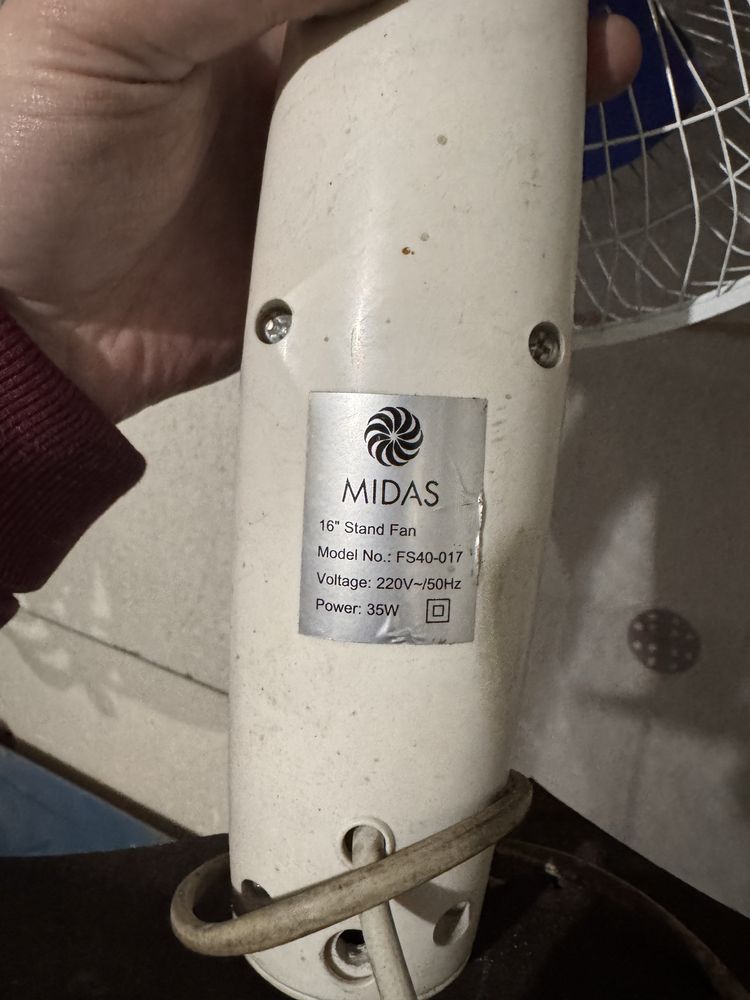 MIDAS
16" Stand Fan
Model No.: FS40-017
Voltage: 220V~/50Hz
Power: 35W